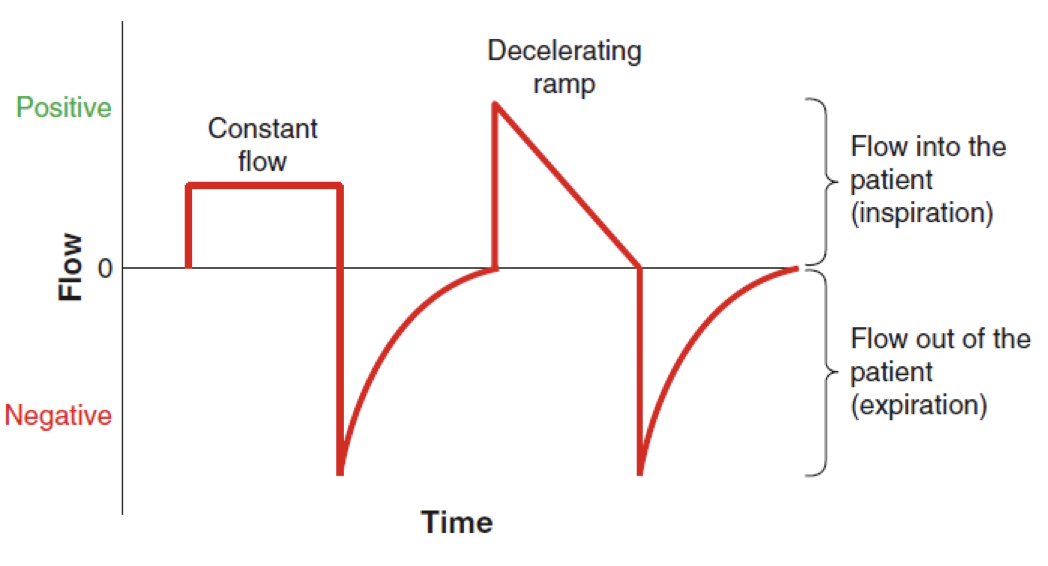 Decelerating
ramp
Positive
Constant
flow
Flow into the
patient
(inspiration)
Flow
0
Flow out of the
patient
(expiration)
Negative
Time